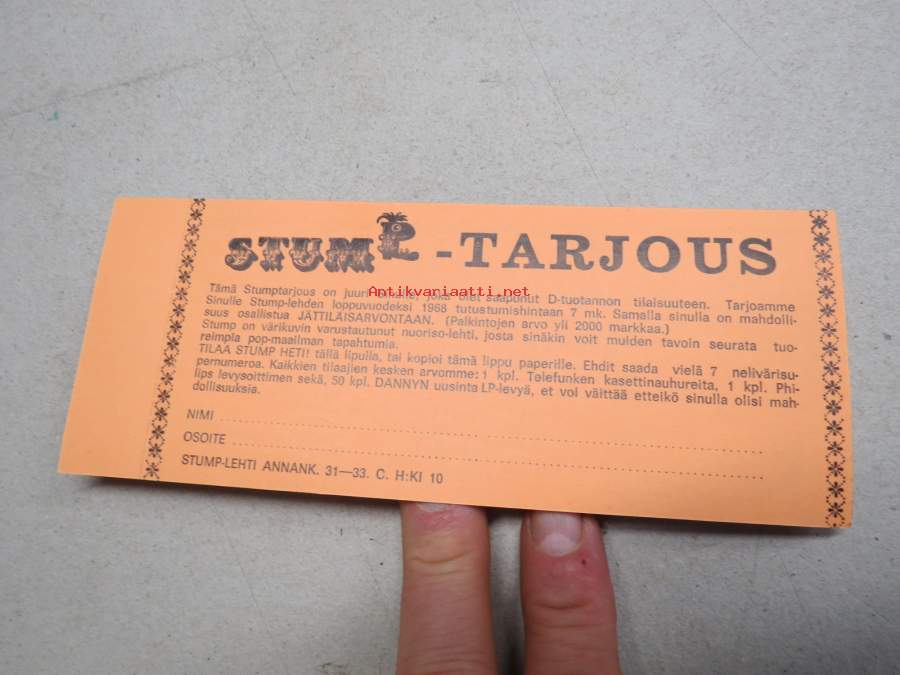 STUMP -TARJOUS
Tämä Stumptarjous on juuri Sinulle, joka olet saapunut D-tuotannon tilaisuuteen. Tarjoamme
Antikvariaatti.net
Sinulle Stump-lehden loppuvuodeksi 1968 tutustumishintaan 7 mk. Samalla sinulla on mahdolli-
suus osallistua JÄTTILAISARVONTAAN. (Palkintojen arvo yli 2000 markkaa.)
Stump on värikuvin varustautunut nuoriso-lehti, josta sinäkin voit muiden tavoin seurata tuo-
reimpia pop-maailman tapahtumia.
TILAA STUMP HETI! tällä lipulla, tai kopioi tämä lippu paperille. Ehdit saada vielä 7 nelivärisu-
pernumeroa. Kaikkien tilaajien kesken arvomme: 1 kpl. Telefunken kasettinauhureita, 1 kpl. Phi-
lips levysoittimen sekä, 50 kpl. DANNYN uusinta LP-levyä, et voi väittää etteikö sinulla olisi mah-
dollisuuksia.
NIMI
OSOITE
STUMP-LEHTI ANNANK. 31—33. C. H:KI 10